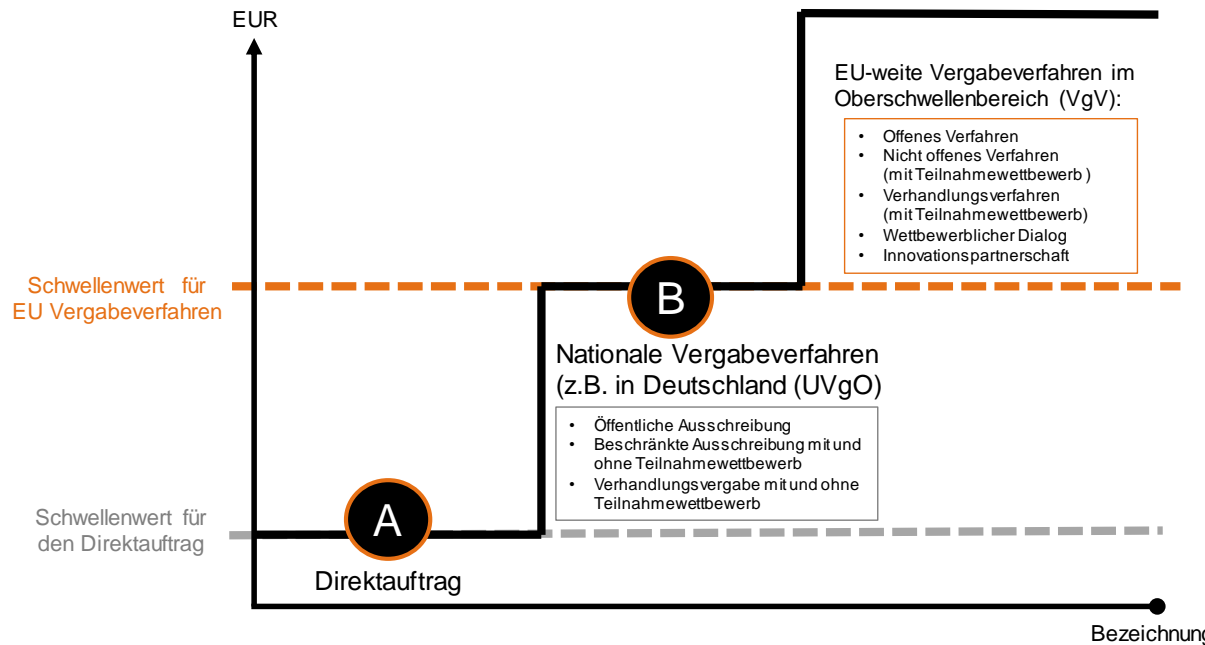 EUR
EU-weite Vergabeverfahren im
Oberschwellenbereich (VgV):
• Offenes Verfahren
• Nicht offenes Verfahren
(mit Teilnahmewettbewerb )
• Verhandlungsverfahren
(mit Teilnahmewettbewerb)
• Wettbewerblicher Dialog
• Innovationspartnerschaft
Schwellenwert für
EU Vergabeverfahren
B
Nationale Vergabeverfahren
(z.B. in Deutschland (UVgO)
• Öffentliche Ausschreibung
• Beschränkte Ausschreibung mit und
ohne Teilnahmewettbewerb
• Verhandlungsvergabe mit und ohne
Teilnahmewettbewerb
Schwellenwert für
den Direktauftrag
A
Direktauftrag
Bezeichnung